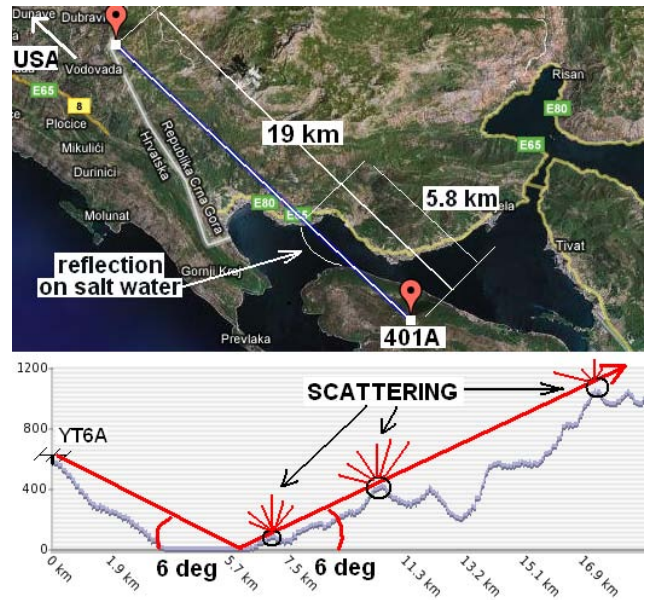 Dunave
Dubravi
USA
Vodovada
E65
8
Plocice
Mikulići
Durinici
Molunat
Republika Crna Gora
Hrvatska
19 km
Risan
E80
E65
5.8 km
E80
E65
ela
Tivat
reflection
on salt water
Gornji Kraj
Prevlaka
401A
1200
SCATTERING
800
YT6A
400
0
6 deg
6 deg
0 km
1.9 km
5.7 km
7.5 km
11.3 km
13.2 km
15.1 km
16.9 km